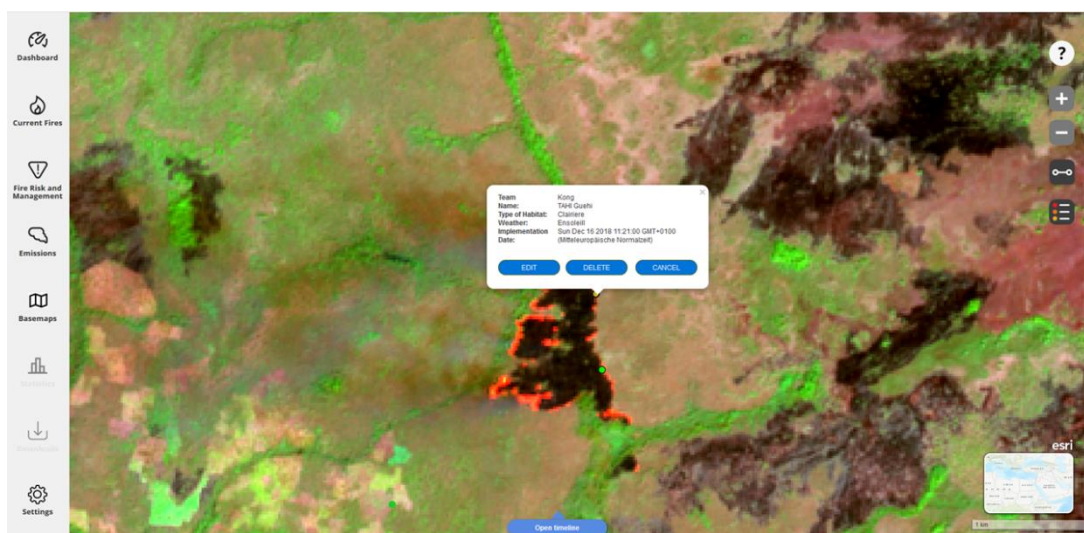 Dashboard
Current Fires
Fire Risk and
Management
Emissions
Basemaps
Settings
?
Team Kong
Name: TAHI Guehi
Type of Habitat: Clairiere
Weather: Ensoleill
Implementation Sun Dec 16 2018 11:21:00 GMT+0100
Date: (Mitteleuropäische Normalzeit)
EDIT DELETE CANCEL
esri
1 km
Open timeline